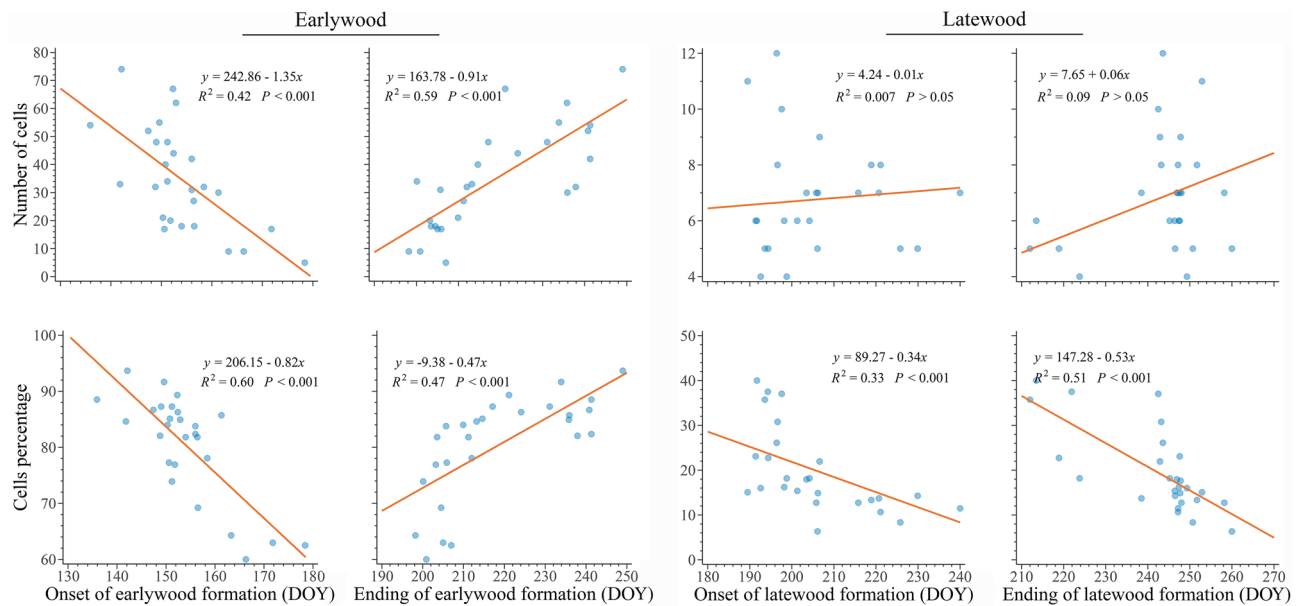 Earlywood
Latewood
Number of cells
80
70
60
50
40
30
20
10
0
y = 242.86 - 1.35x
R² = 0.42 P < 0.001
y = 163.78 - 0.91x
R² = 0.59 P < 0.001
12
10
8
6
4
y = 4.24 - 0.01x
R² = 0.007 P > 0.05
y = 7.65 + 0.06x
R² = 0.09 P > 0.05
Cells percentage
100
90
80
70
60
y = 206.15 - 0.82x
R² = 0.60 P < 0.001
y = -9.38 - 0.47x
R² = 0.47 P < 0.001
50
40
30
20
10
0
y = 89.27 - 0.34x
R² = 0.33 P < 0.001
y = 147.28 - 0.53x
R² = 0.51 P < 0.001
130 140 150 160 170 180
190 200 210 220 230 240 250
180 190 200 210 220 230 240
210 220 230 240 250 260 270
Onset of earlywood formation (DOY)
Ending of earlywood formation (DOY)
Onset of latewood formation (DOY)
Ending of latewood formation (DOY)